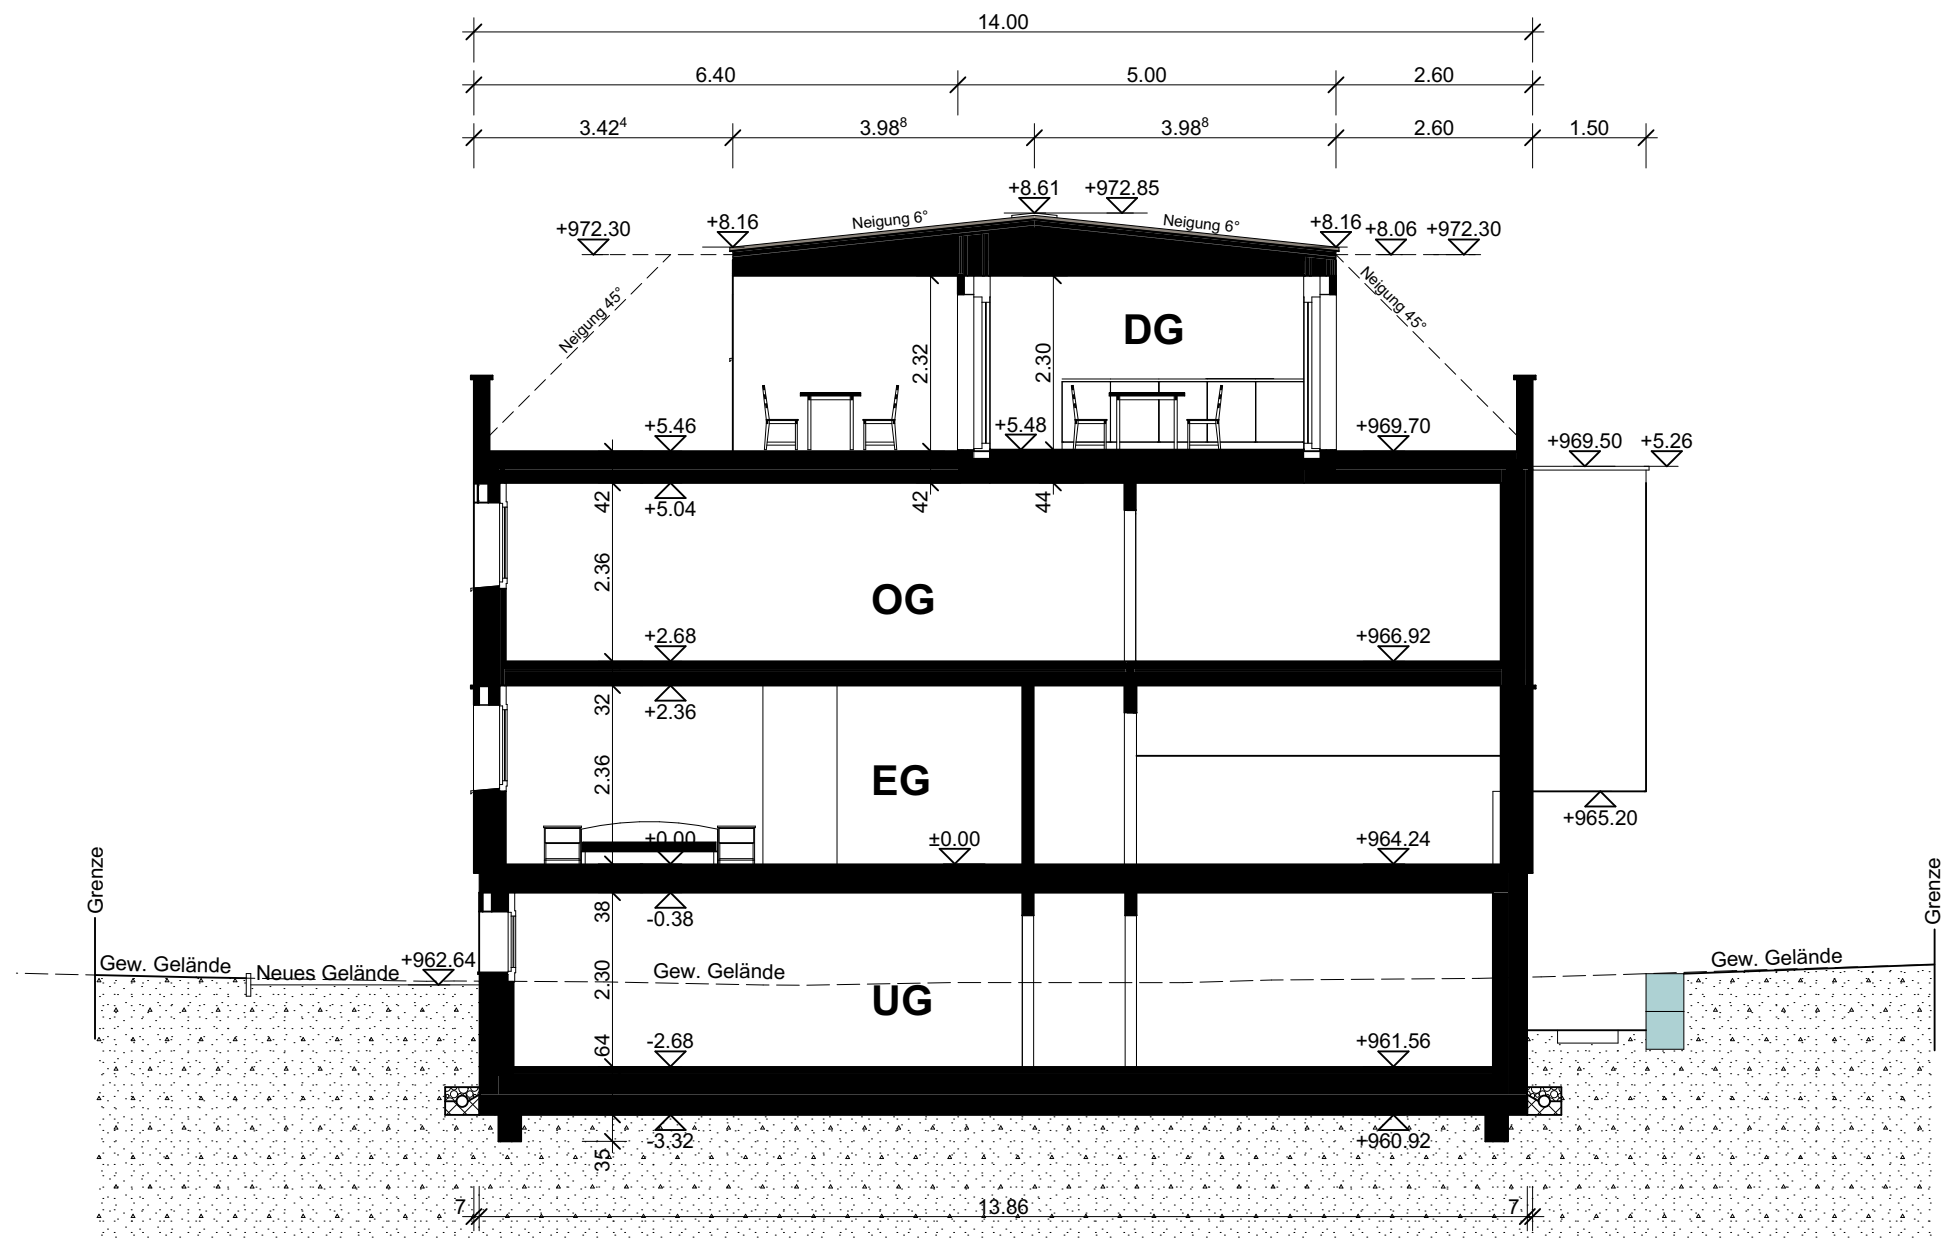 14.00
6.40 5.00 2.60
3.42⁴ 3.98⁸ 3.98⁸ 2.60 1.50
+8.61 +972.85
+972.30 +8.16 Neigung 6° Neigung 6° +8.16 +8.06 +972.30
Neigung 45° Neigung 45°
DG
2.32 2.30
+5.46 +5.48 +969.70 +969.50 +5.26
42 +5.04 42 44
2.36
OG
+2.68 +966.92
32 +2.36
2.36
EG
+965.20
+0.00 ±0.00 +964.24
Grenze Grenze
38 -0.38
Gew. Gelände Neues Gelände +962.64 Gew. Gelände Gew. Gelände
2.30
UG
64 -2.68 +961.56
-3.32 +960.92
35
7 13.86 7